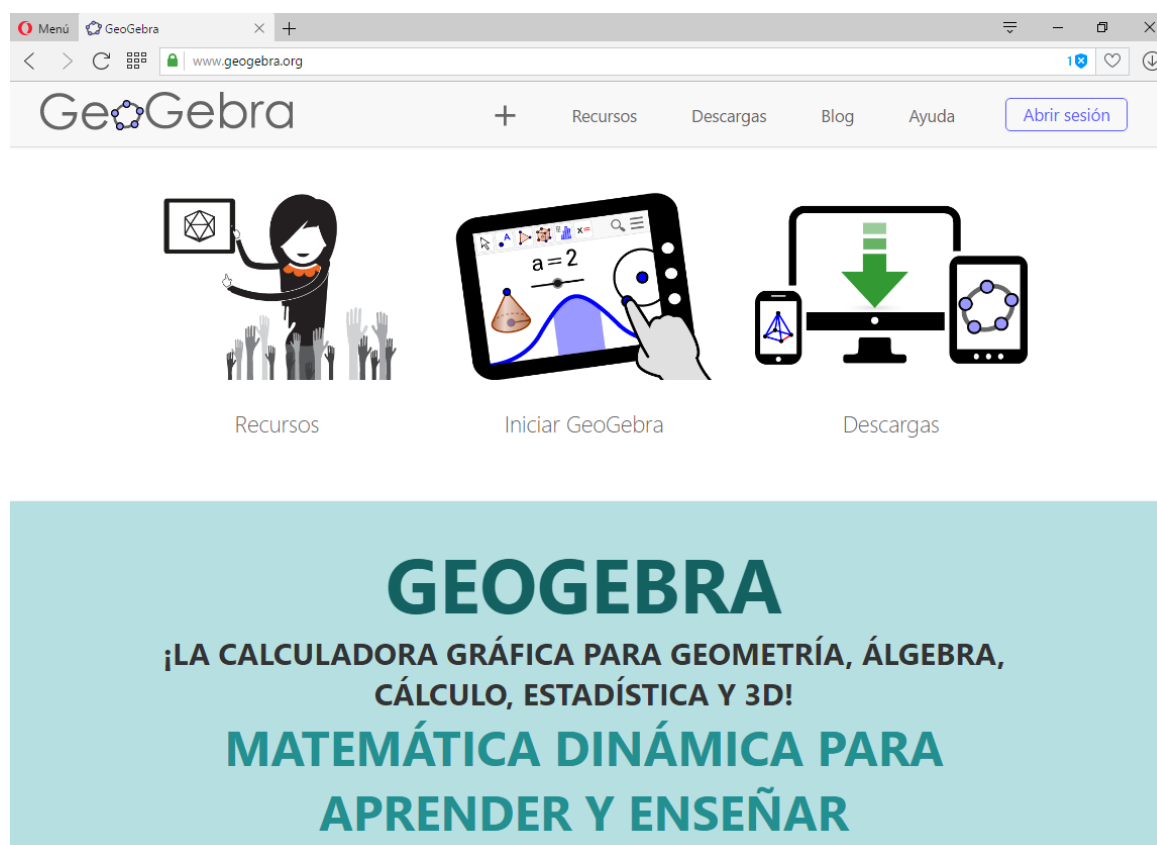 Menú GeoGebra
www.geogebra.org
1
GeoGebra
Recursos Descargas Blog Ayuda Abrir sesión
a = 2
Recursos Iniciar GeoGebra Descargas
GEOGEBRA
¡LA CALCULADORA GRÁFICA PARA GEOMETRÍA, ÁLGEBRA,
CÁLCULO, ESTADÍSTICA Y 3D!
MATEMÁTICA DINÁMICA PARA
APRENDER Y ENSEÑAR